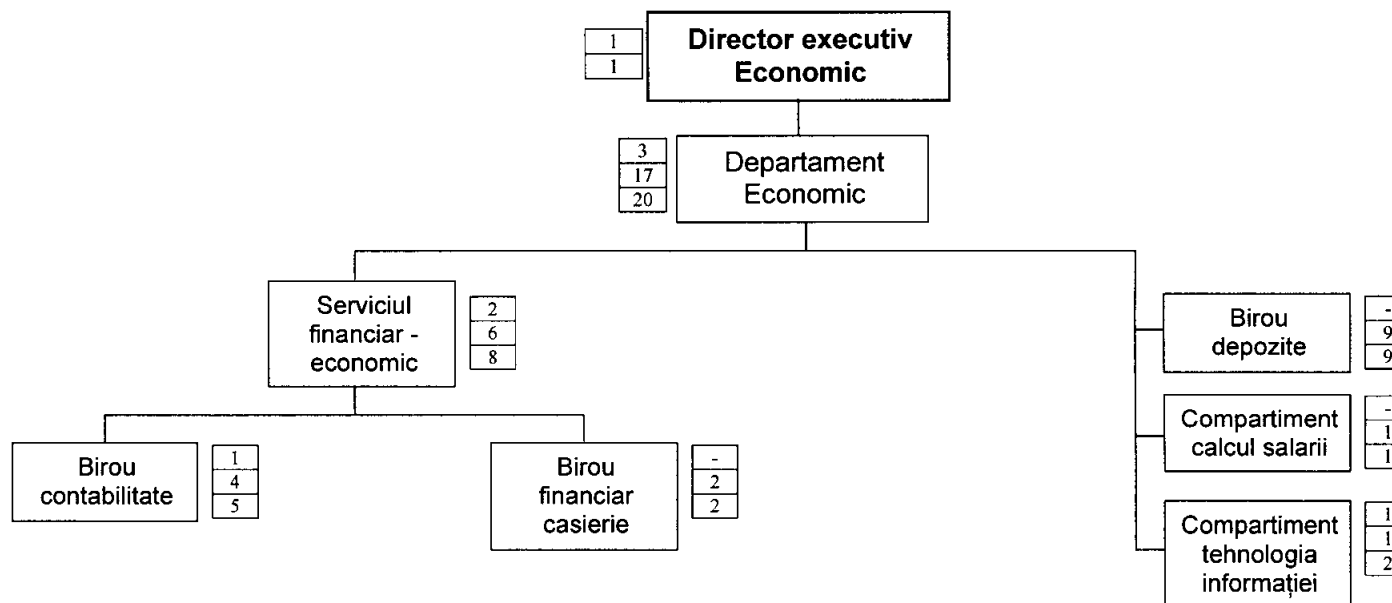 1
1
Director executiv
Economic
3
17
20
Departament
Economic
Serviciul
financiar -
economic
2
6
8
Birou
depozite
-
9
9
Birou
contabilitate
1
4
5
Birou
financiar
casierie
-
2
2
Compartiment
calcul salarii
-
1
1
Compartiment
tehnologia
informației
1
1
2